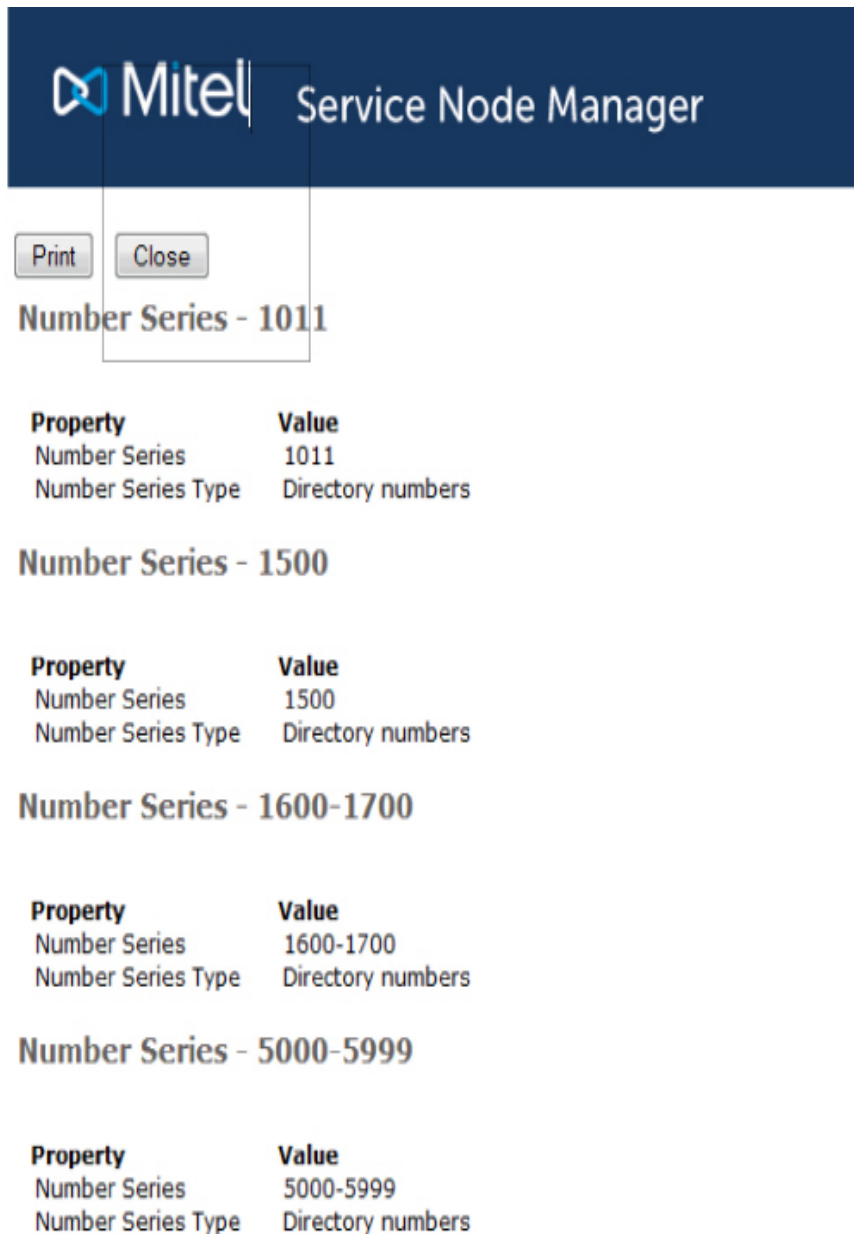 Mitel Service Node Manager
Print Close
Number Series - 1011
Property Value
Number Series 1011
Number Series Type Directory numbers
Number Series - 1500
Property Value
Number Series 1500
Number Series Type Directory numbers
Number Series - 1600-1700
Property Value
Number Series 1600-1700
Number Series Type Directory numbers
Number Series - 5000-5999
Property Value
Number Series 5000-5999
Number Series Type Directory numbers